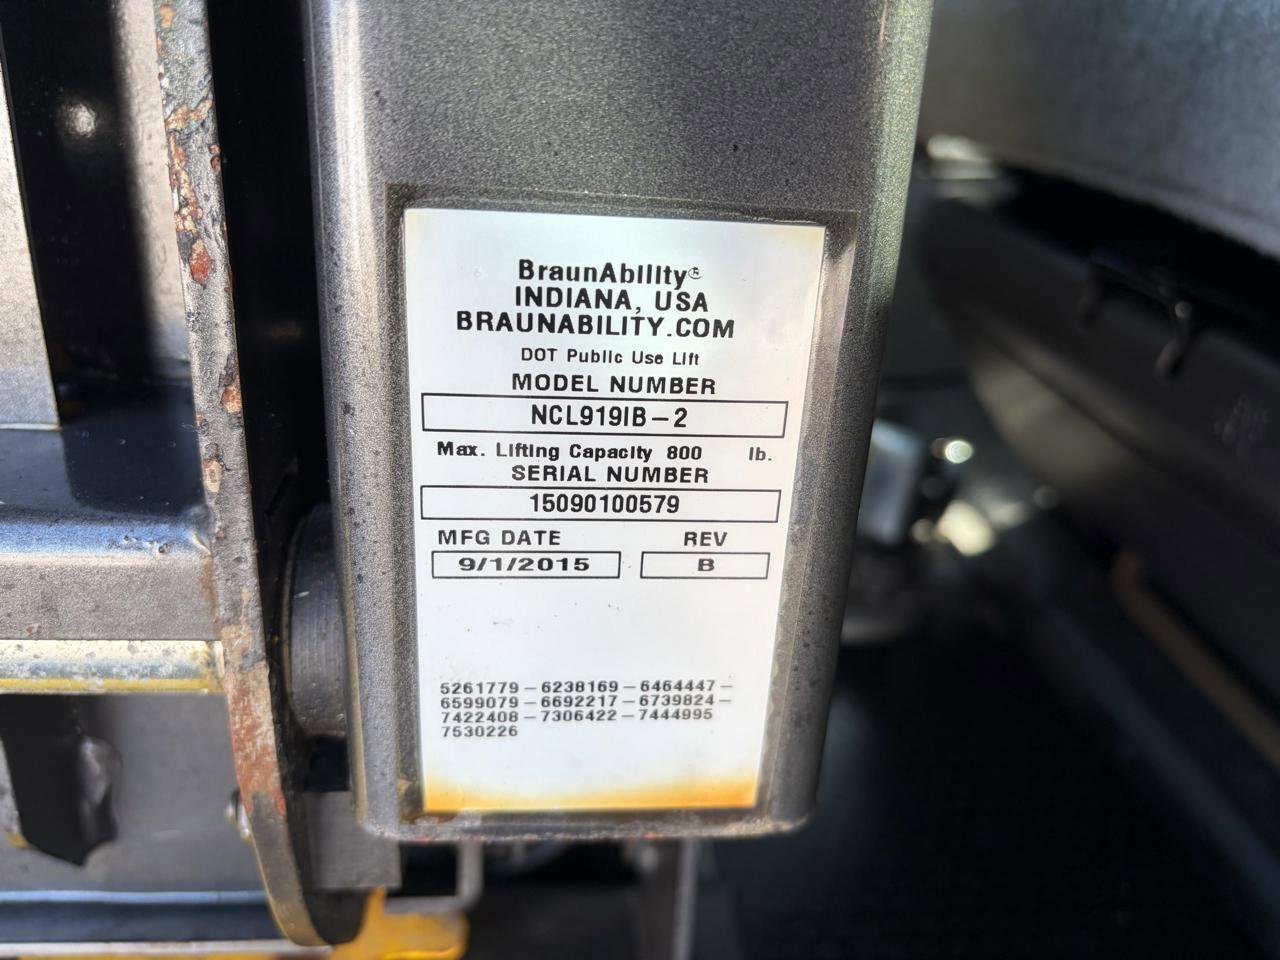 BraunAbility®
INDIANA, USA
BRAUNABILITY.COM
DOT Public Use Lift
MODEL NUMBER
NCL919IB-2
Max. Lifting Capacity 800 lb.
SERIAL NUMBER
15090100579
MFG DATE REV
9/1/2015 B
5261779-6238169-6464447-
6599079-6692217-6739824-
7422408-7306422-7444995
7530226